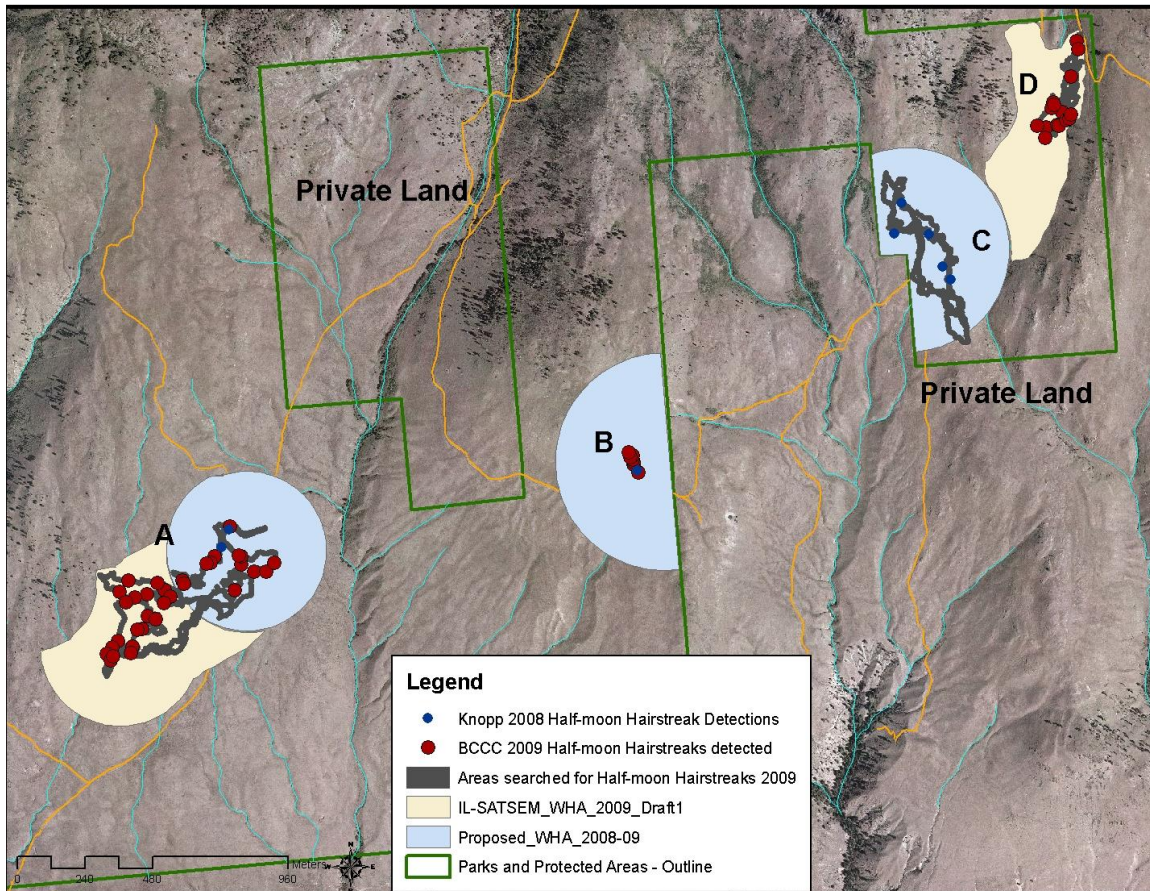 D
Private Land
C
Private Land
B
A
Legend
Knopp 2008 Half-moon Hairstreak Detections
BCCC 2009 Half-moon Hairstreaks detected
Areas searched for Half-moon Hairstreaks 2009
IL-SATSEM_WHA_2009_Draft1
Proposed_WHA_2008-09
Parks and Protected Areas - Outline
Meters
0 240 480 960
W E